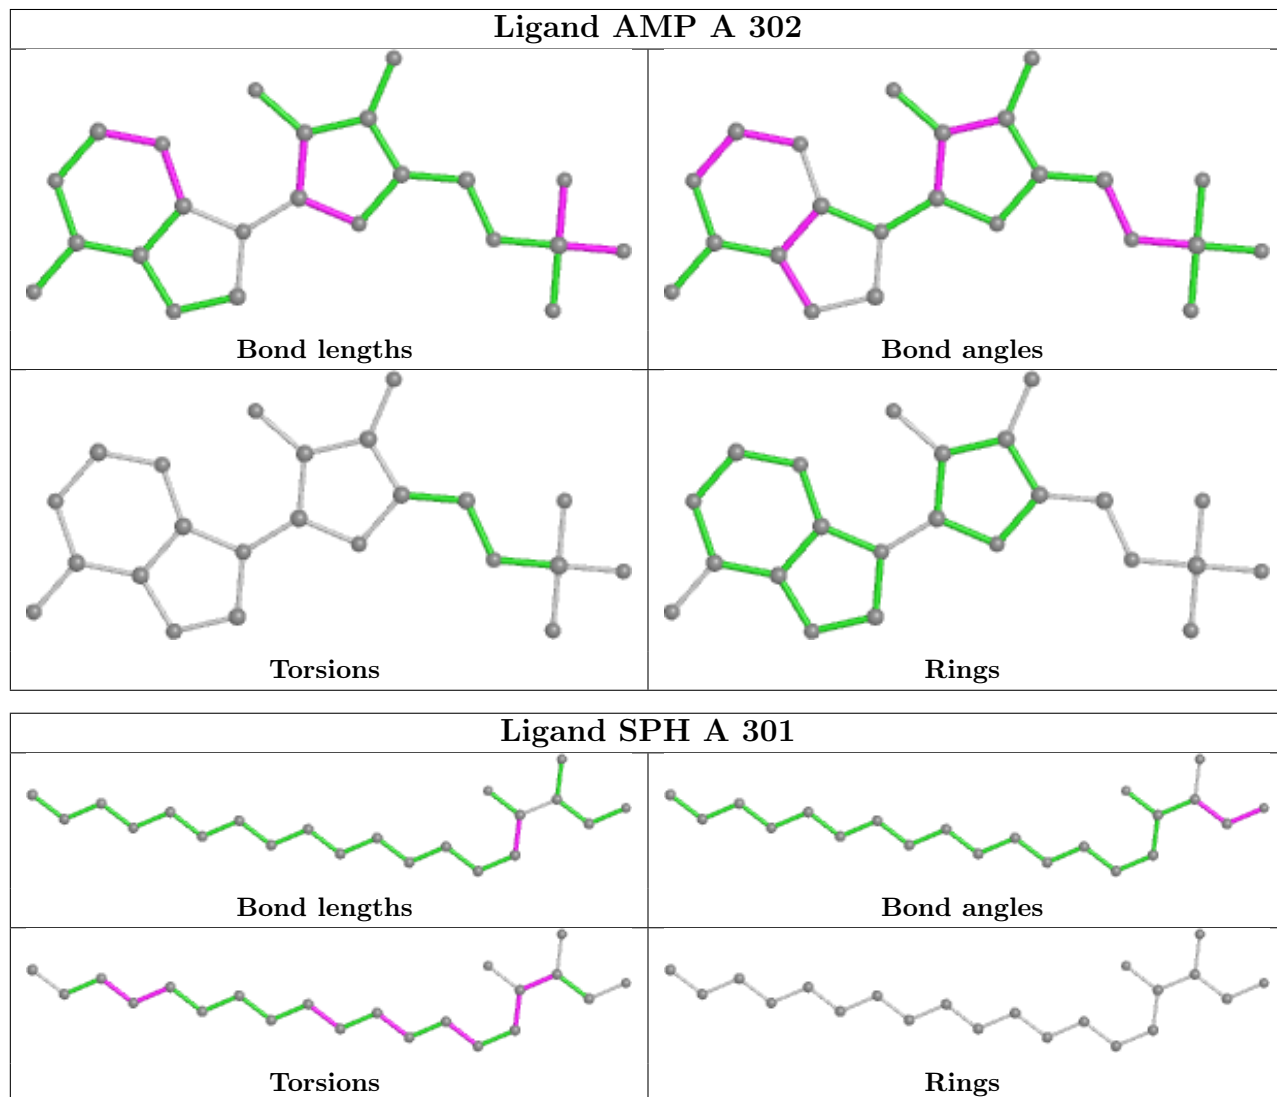 Ligand AMP A 302
Bond lengths
Bond angles
Torsions
Rings
Ligand SPH A 301
Bond lengths
Bond angles
Torsions
Rings